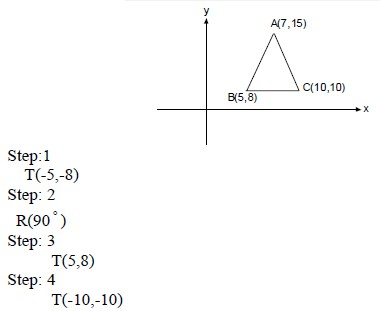 y
A(7,15)
B(5,8)
C(10,10)
x
Step:1
T(-5,-8)
Step: 2
R(90°)
Step: 3
T(5,8)
Step: 4
T(-10,-10)